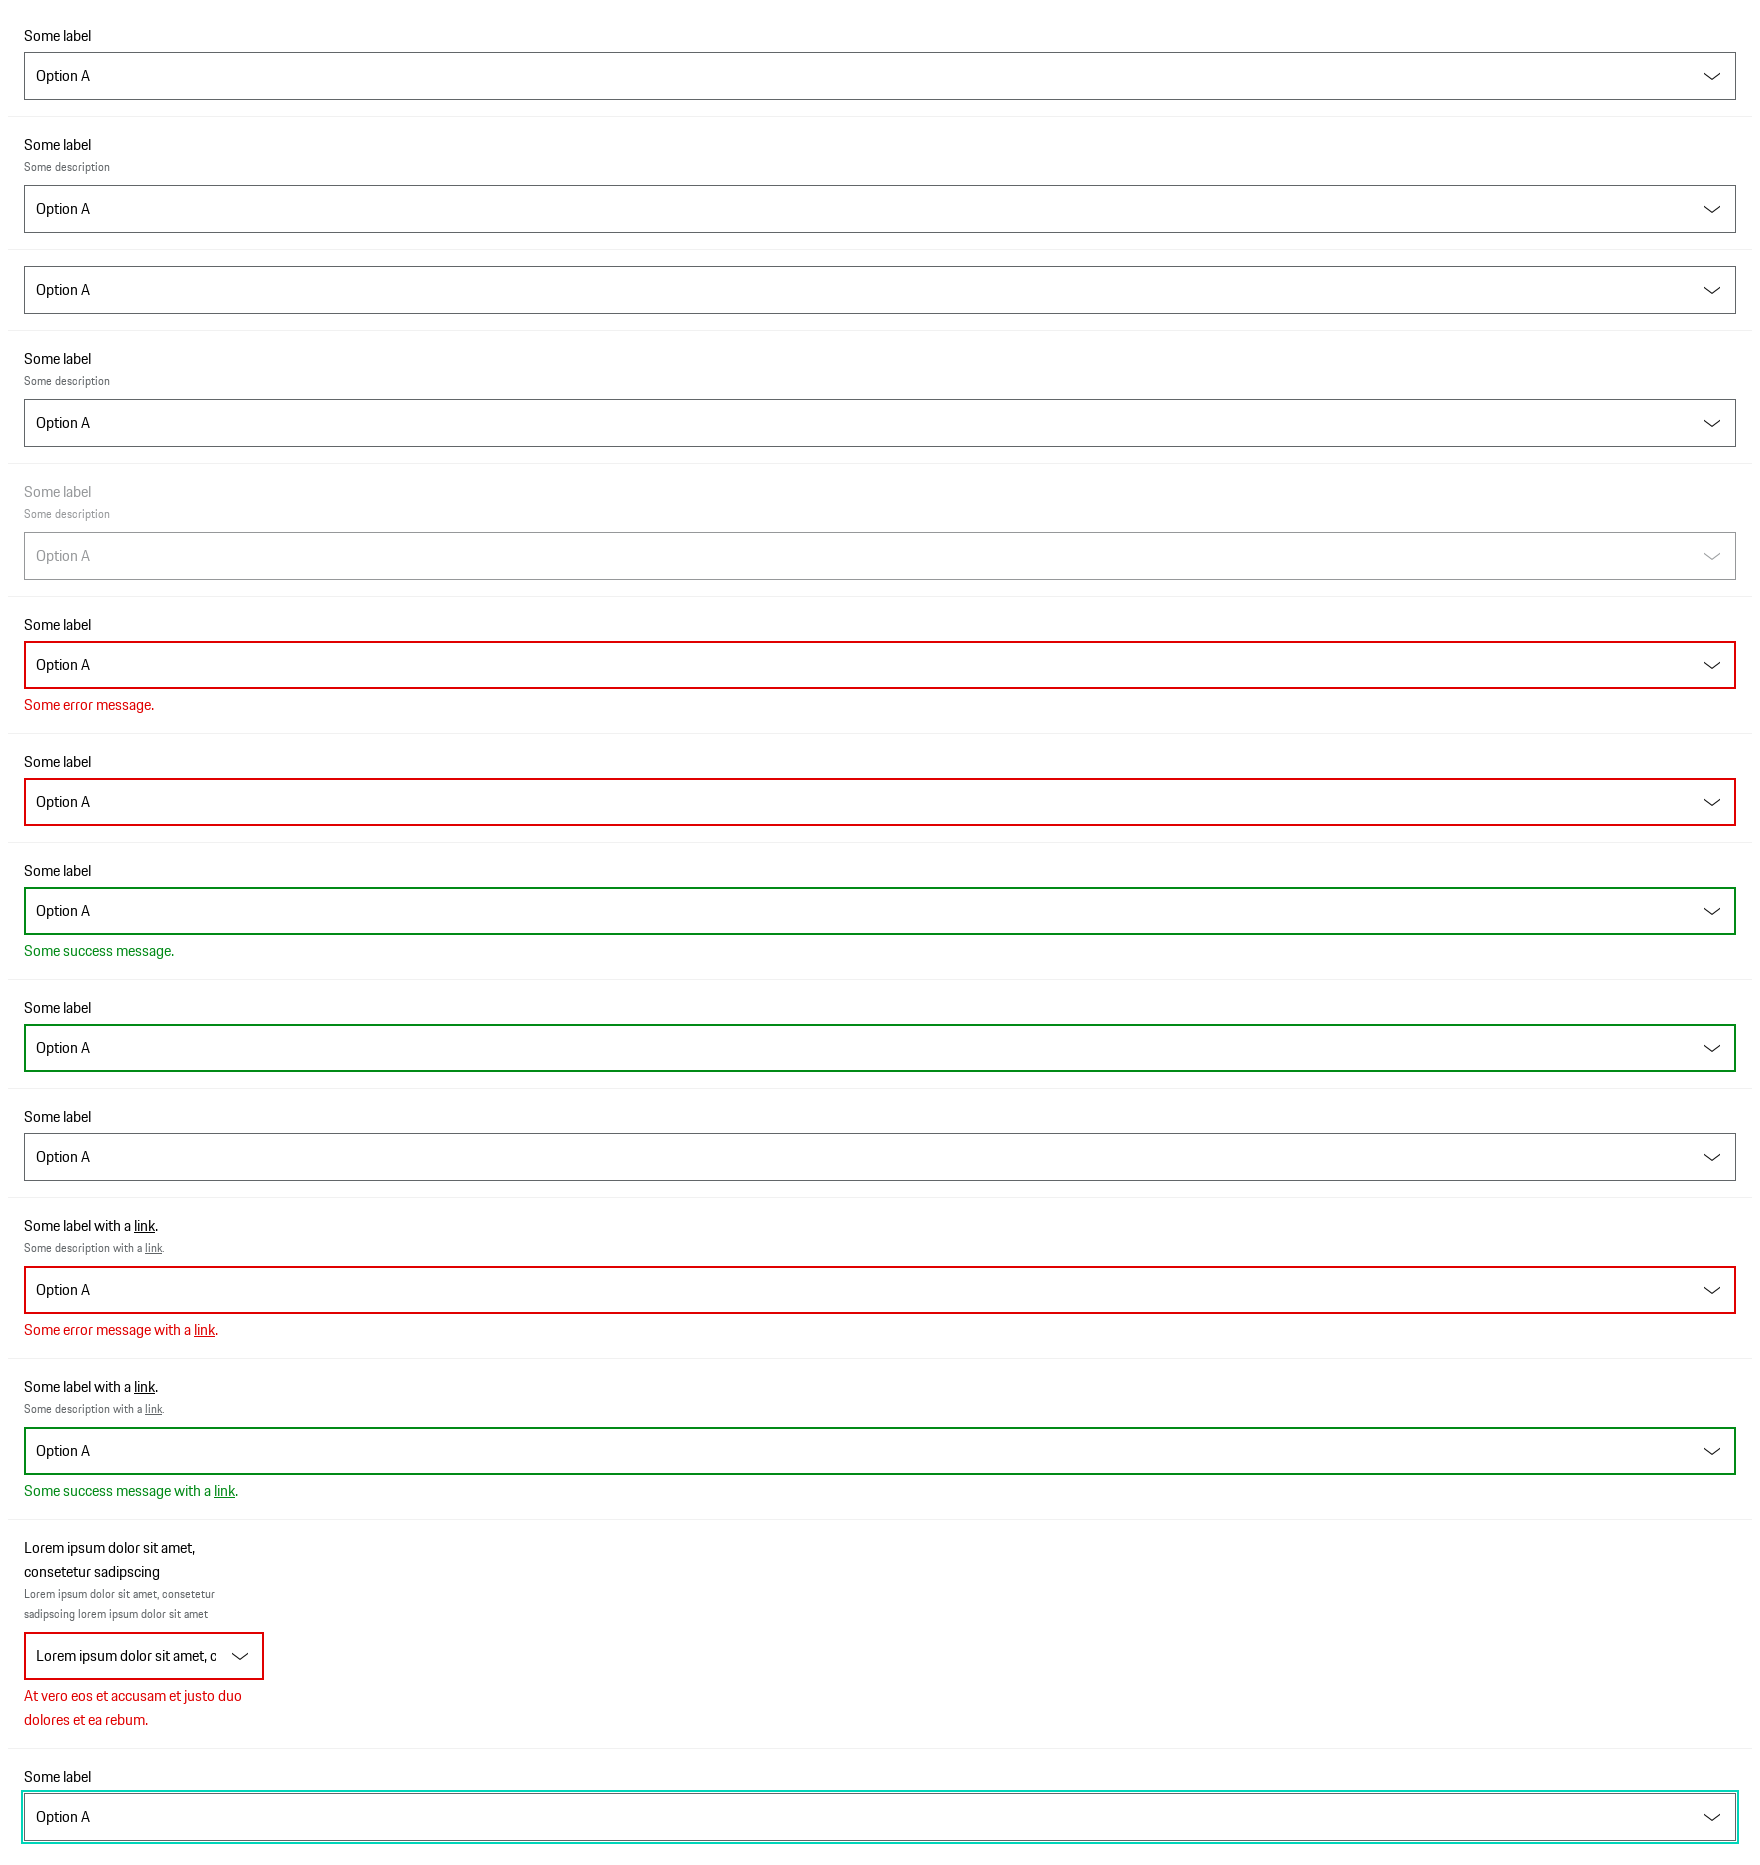 Some label
Option A
Some label
Some description
Option A
Option A
Some label
Some description
Option A
Some label
Some description
Option A
Some label
Option A
Some error message.
Some label
Option A
Some label
Option A
Some success message.
Some label
Option A
Some label
Option A
Some label with a link.
Some description with a link.
Option A
Some error message with a link.
Some label with a link.
Some description with a link.
Option A
Some success message with a link.
Lorem ipsum dolor sit amet,
consetetur sadipscing
Lorem ipsum dolor sit amet, consetetur
sadipscing lorem ipsum dolor sit amet
Lorem ipsum dolor sit amet, c
At vero eos et accusam et justo duo
dolores et ea rebum.
Some label
Option A